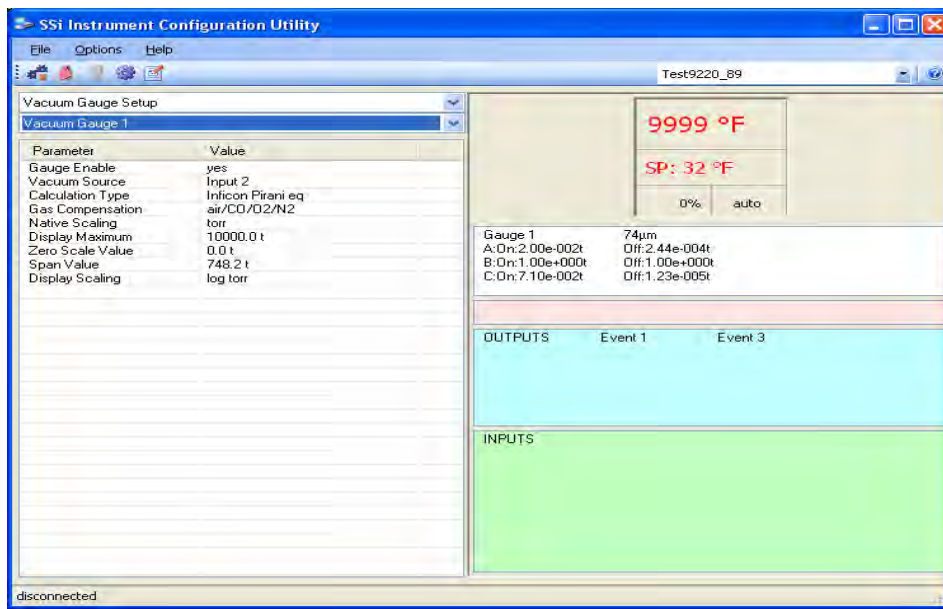 SSi Instrument Configuration Utility
File Options Help
Test9220_89
Vacuum Gauge Setup
Vacuum Gauge 1
Parameter Value
Gauge Enable yes
Vacuum Source Input 2
Calculation Type Inficon Pirani eq
Gas Compensation air/CO/O2/N2
Native Scaling torr
Display Maximum 10000.0 t
Zero Scale Value 0.0 t
Span Value 748.2 t
Display Scaling log torr
9999 °F
SP: 32 °F
0% auto
Gauge 1 74µm
A:On:2.00e-002t Off:2.44e-004t
B:On:1.00e+000t Off:1.00e+000t
C:On:7.10e-002t Off:1.23e-005t
OUTPUTS Event 1 Event 3
INPUTS
disconnected